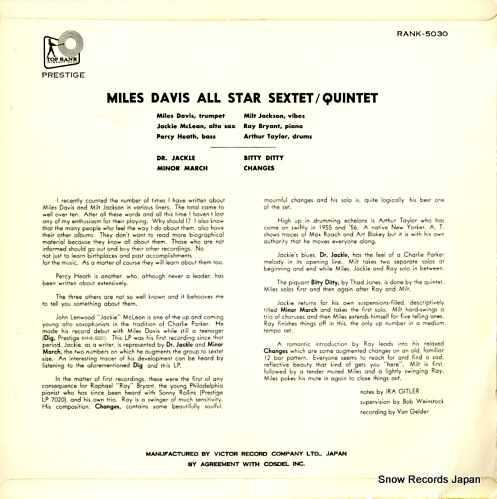 RANK-5030
TOP RANK
PRESTIGE
MILES DAVIS ALL STAR SEXTET/QUINTET
Miles Davis, trumpet Milt Jackson, vibes
Jackie McLean, alto sax Ray Bryant, piano
Percy Heath, bass Arthur Taylor, drums
DR. JACKLE BITTY DITTY
MINOR MARCH CHANGES
I recently counted the number of times I have written about
Miles Davis and Milt Jackson in various liners. The total came to
well over ten. After all these words and all this time I haven't lost
any of my enthusiasm for their playing. Why should I? I also know
that the many people who feel the way I do about them, also have
their other albums. They don't want to read more biographical
material because they know all about them. Those who are not
informed should go out and buy their other recordings. No...
not just to learn birthplaces and past accomplishments
for the music. As a matter of course they will learn about them too.
Percy Heath is another, who, although never a leader, has
been written about extensively.
The three others are not so well known and it behooves me
to tell you something about them.
John Lenwood "Jackie" McLean is one of the up and coming
young alto saxophonists in the tradition of Charlie Parker. He
made his record debut with Miles Davis while still a teenager
(Dig, Prestige RANK-5021). This LP was his first recording since that
period. Jackie, as a writer, is represented by Dr. Jackle and Minor
March, the two numbers on which he augments the group to sextet
size. An interesting tracer of his development can be heard by
listening to the aforementioned Dig and this LP.
In the matter of first recordings, these were the first of any
consequence for Raphael "Ray" Bryant, the young Philadelphia
pianist who has since been heard with Sonny Rollins (Prestige
LP 7020), and his own trio. Ray is a swinger of much sensitivity.
His composition, Changes, contains some beautifully soulful,
mournful changes and his solo is, quite logically his best one
of the set.
High up in drumming echelons is Arthur Taylor who has
come on swiftly in 1955 and '56. A native New Yorker, A. T.
shows traces of Max Roach and Art Blakey but it is with his own
authority that he moves everyone along.
Jackie's blues, Dr. Jackle, has the feel of a Charlie Parker
melody in its opening line. Milt takes two separate solos at
beginning and end while Miles, Jackie and Ray solo in between.
The piquant Bitty Ditty, by Thad Jones, is done by the quintet.
Miles solos first and then again after Ray and Milt.
Jackie returns for his own suspensions-filled, descriptively
titled Minor March and takes the first solo. Milt hard-swings a
trio of choruses and then Miles extends himself for five telling ones.
Ray finishes things off in this, the only up number in a medium
tempo set.
A romantic introduction by Ray leads into his relaxed
Changes which are some augmented changes on an old, familiar
12 bar pattern. Everyone seems to reach for and find a sad,
reflective beauty that kind of gets you "here". Milt is first,
followed by a tender muted Miles and a lightly swinging Ray.
Miles pokes his mute in again to close things out.
notes by IRA GITLER
supervision by Bob Weinstock
recording by Van Gelder
MANUFACTURED BY VICTOR RECORD COMPANY LTD., JAPAN
BY AGREEMENT WITH COSDEL INC.
Snow Records Japan